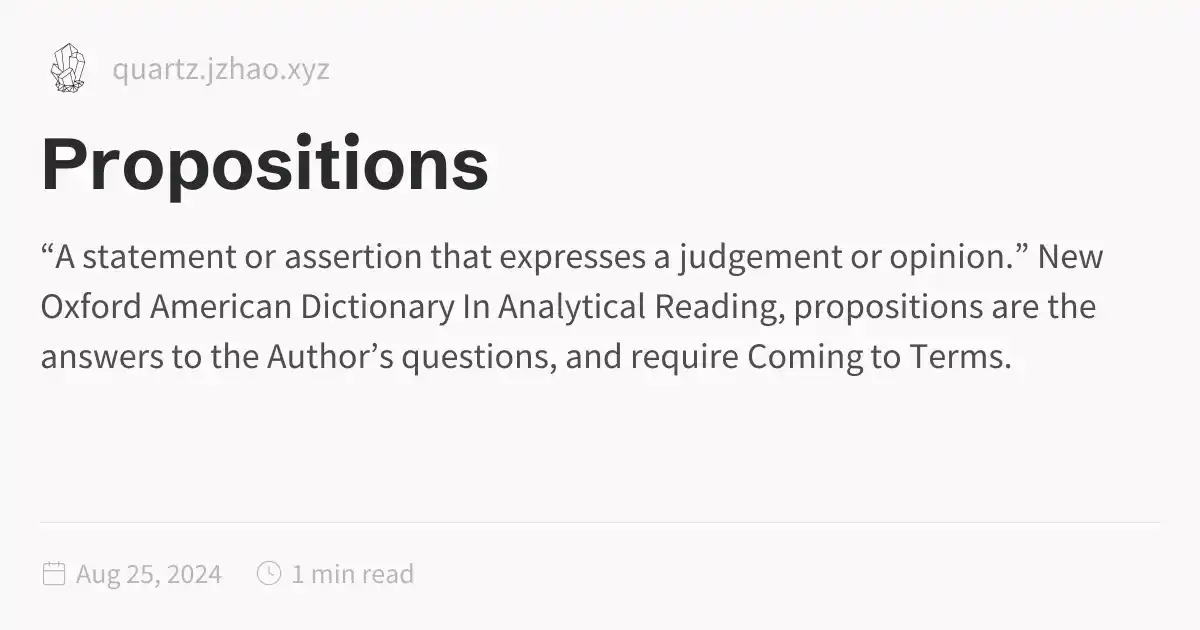 quartz.jzhao.xyz
Propositions
“A statement or assertion that expresses a judgement or opinion.” New
Oxford American Dictionary In Analytical Reading, propositions are the
answers to the Author’s questions, and require Coming to Terms.
Aug 25, 2024 1 min read